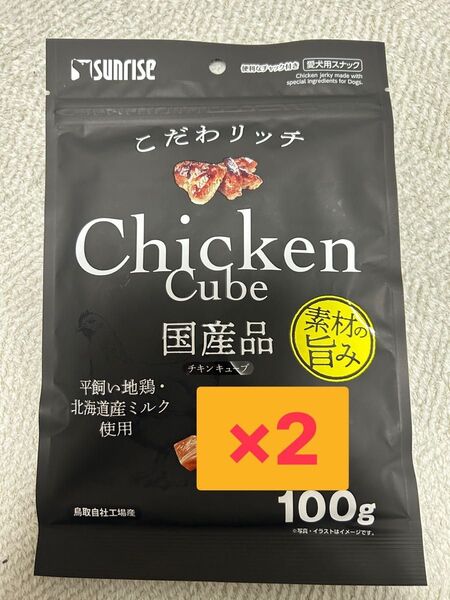 sunrise
便利なチャック付き 愛犬用スナック
Chicken jerky made with
special ingredients for Dogs.
こだわリッチ
Chicken
Cube
国産品
チキンキューブ
素材の
旨み
平飼い地鶏・
北海道産ミルク
使用
×2
100g
鳥取自社工場産
※写真・イラストはイメージです。